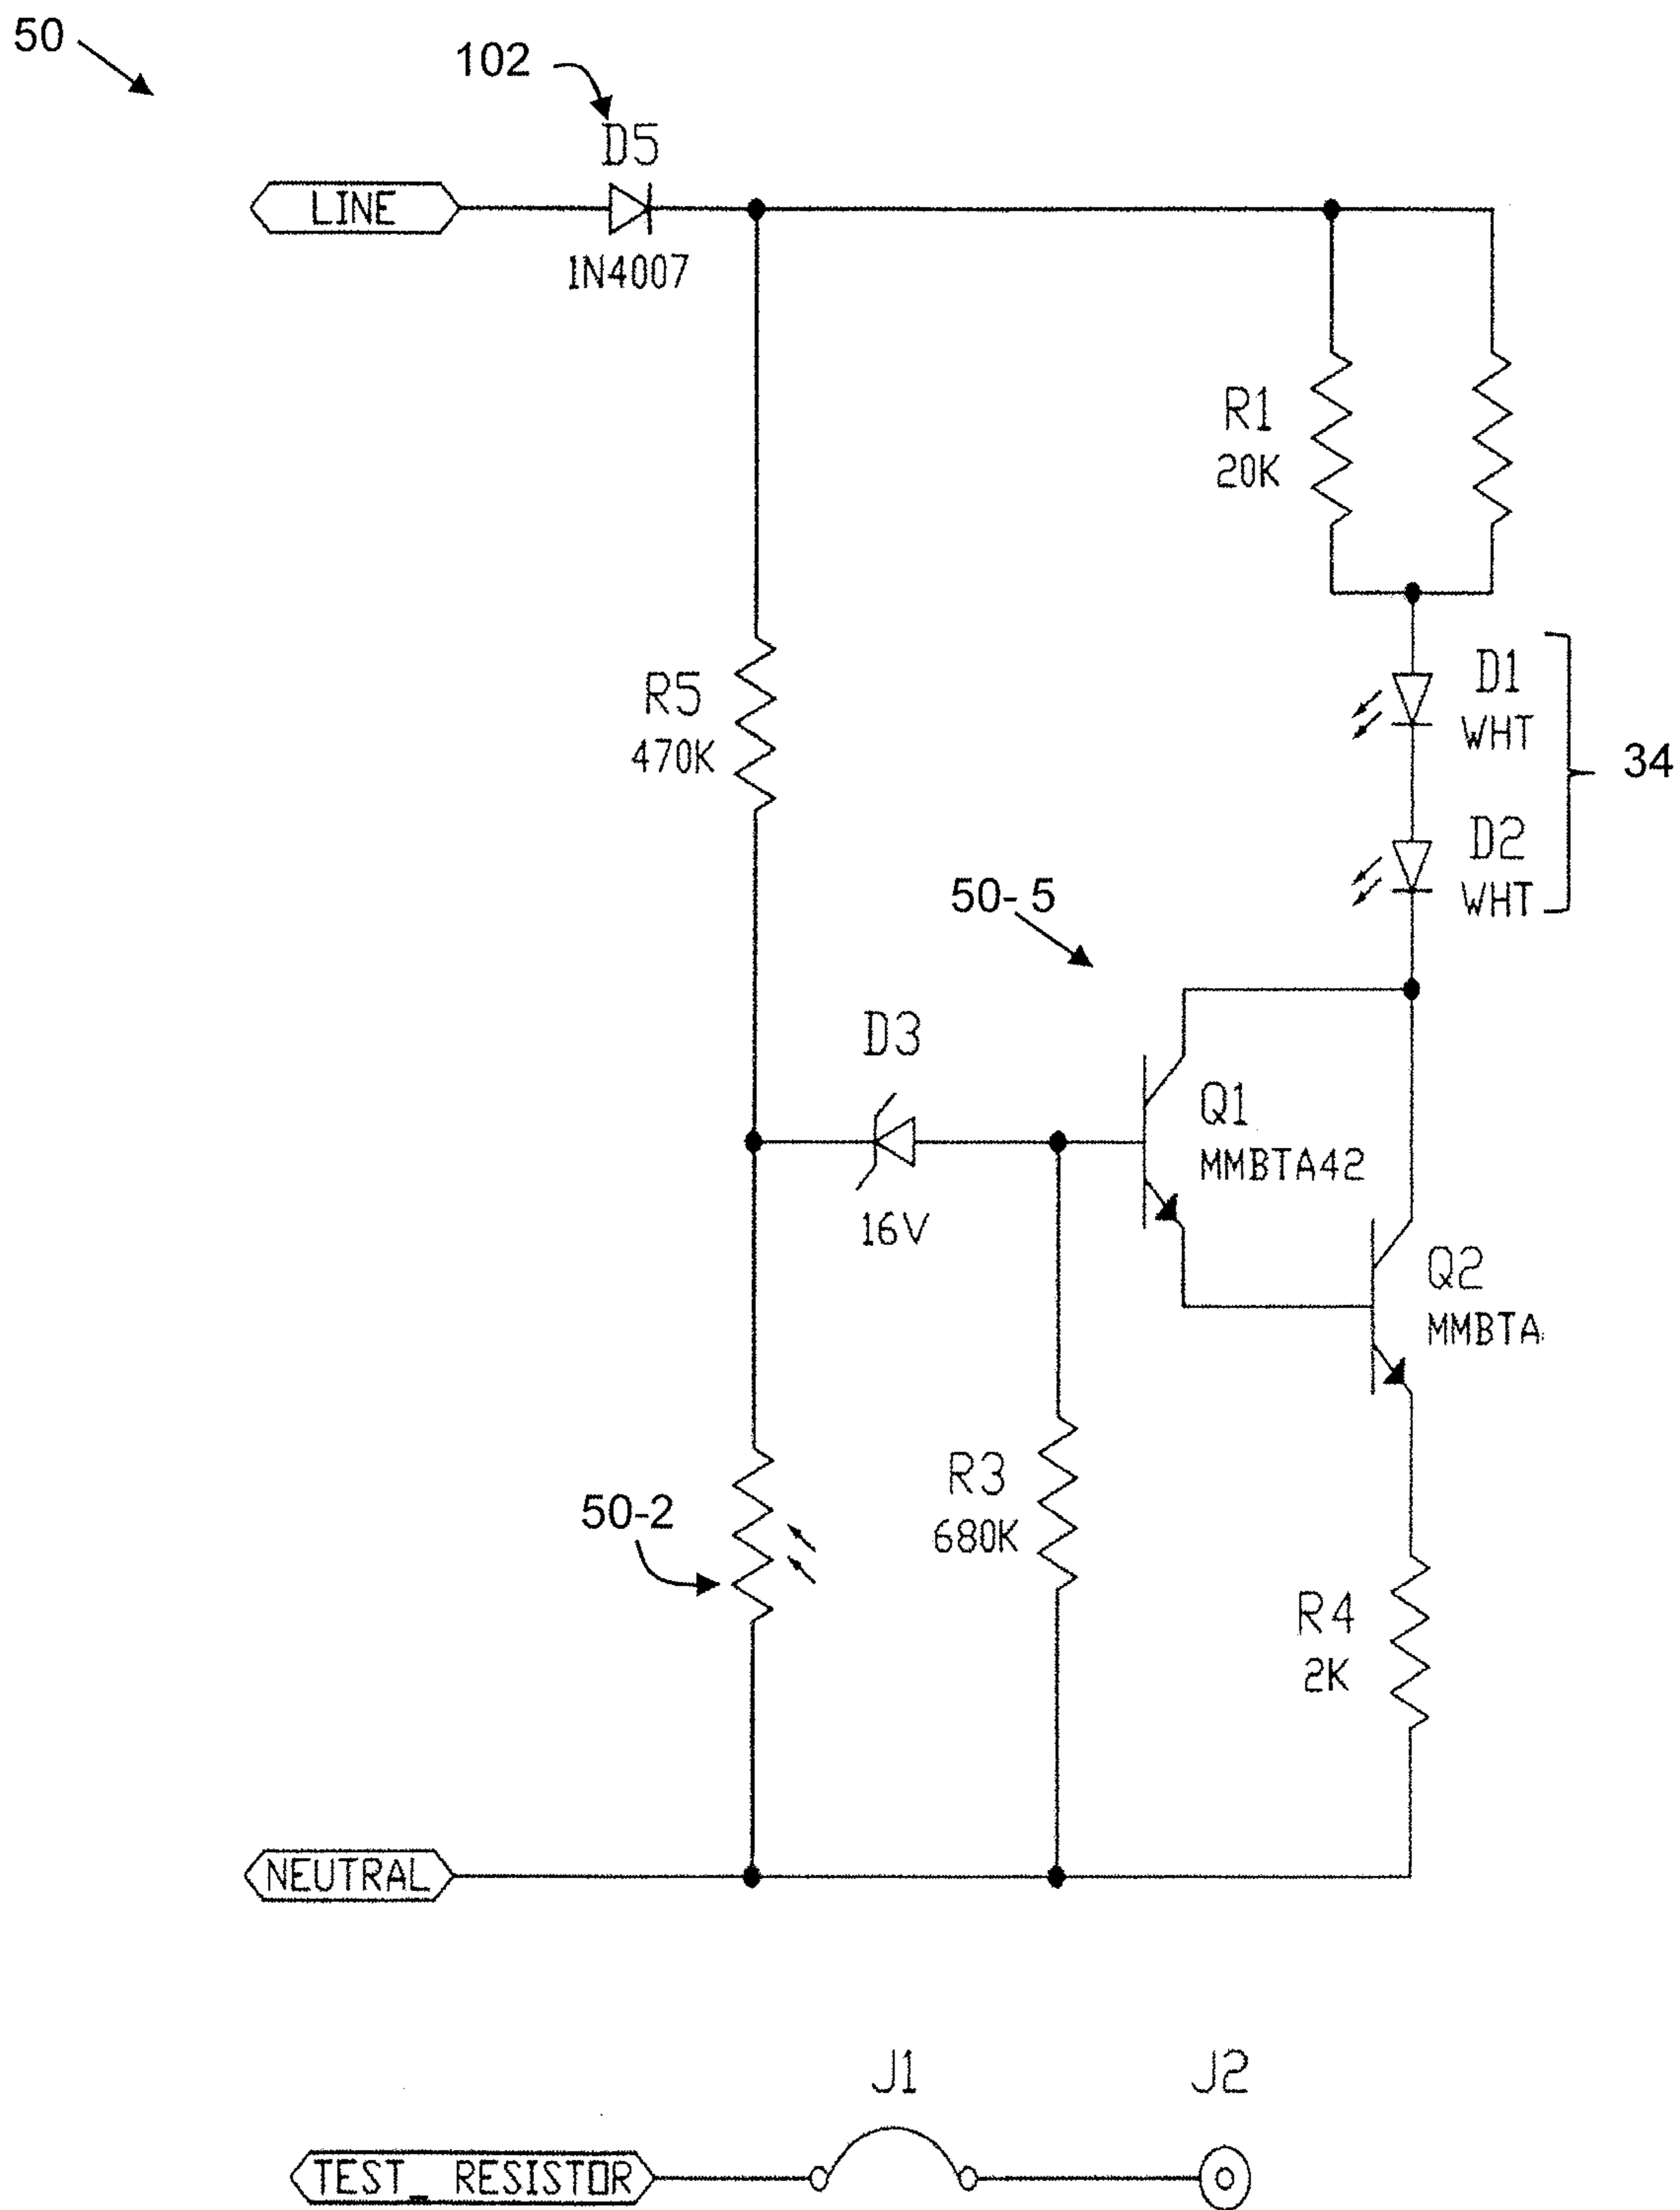 50
102
D5
LINE
1N4007
R1
20K
R5
470K
D1
WHT
34
D2
WHT
50-5
D3
16V
Q1
MMBTA42
Q2
MMBTA
50-2
R3
680K
R4
2K
NEUTRAL
J1
J2
TEST_ RESISTOR